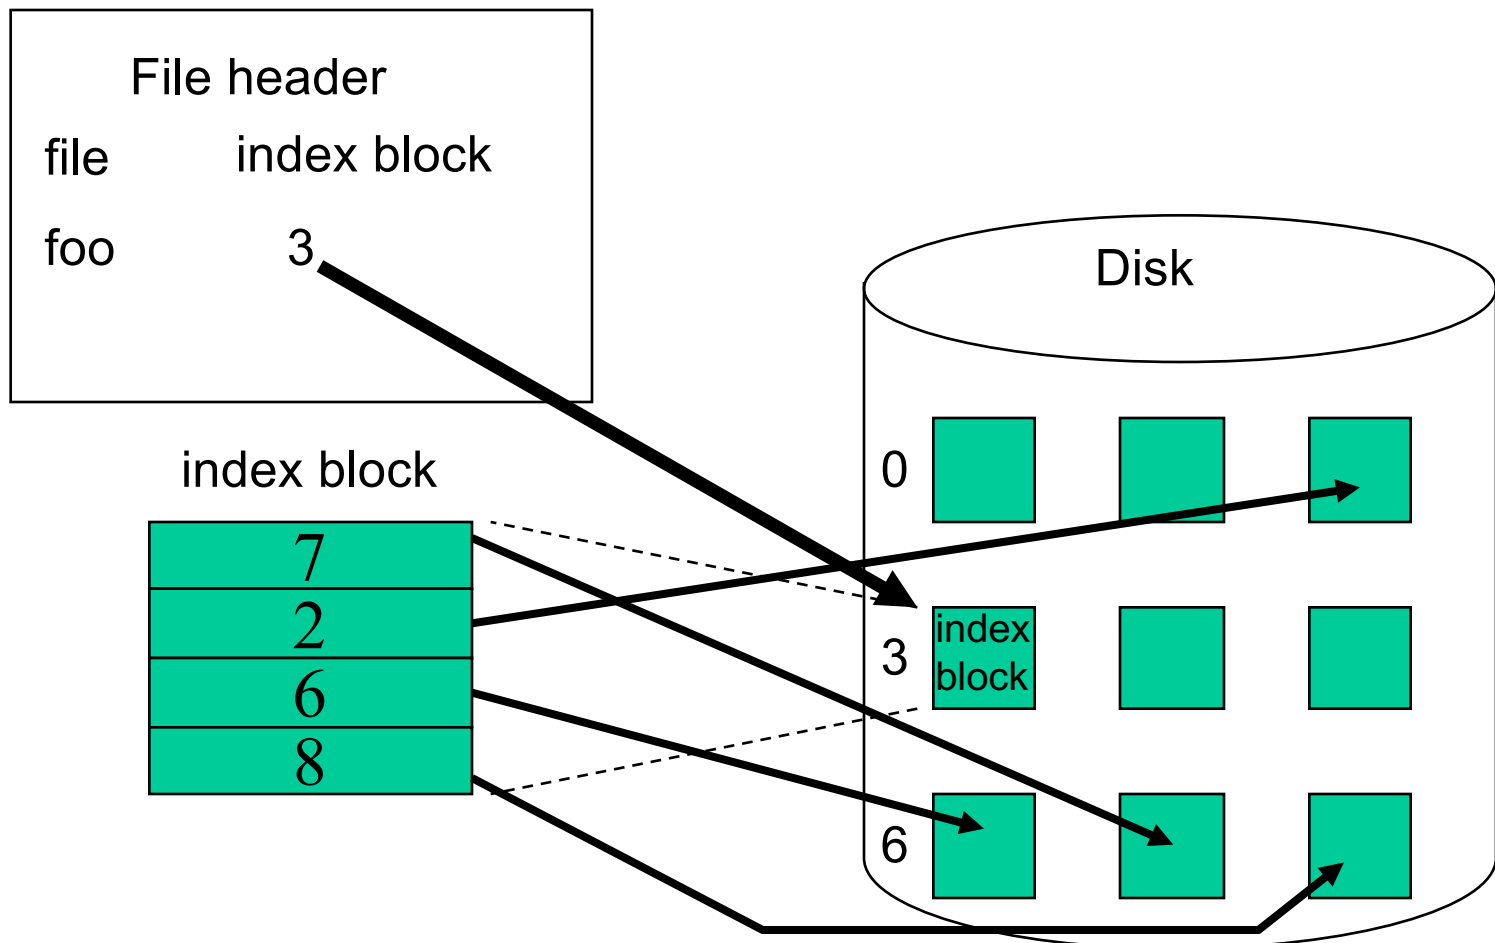 File header
file index block
foo 3
Disk
index block
7
2
6
8
0
3
index
block
6